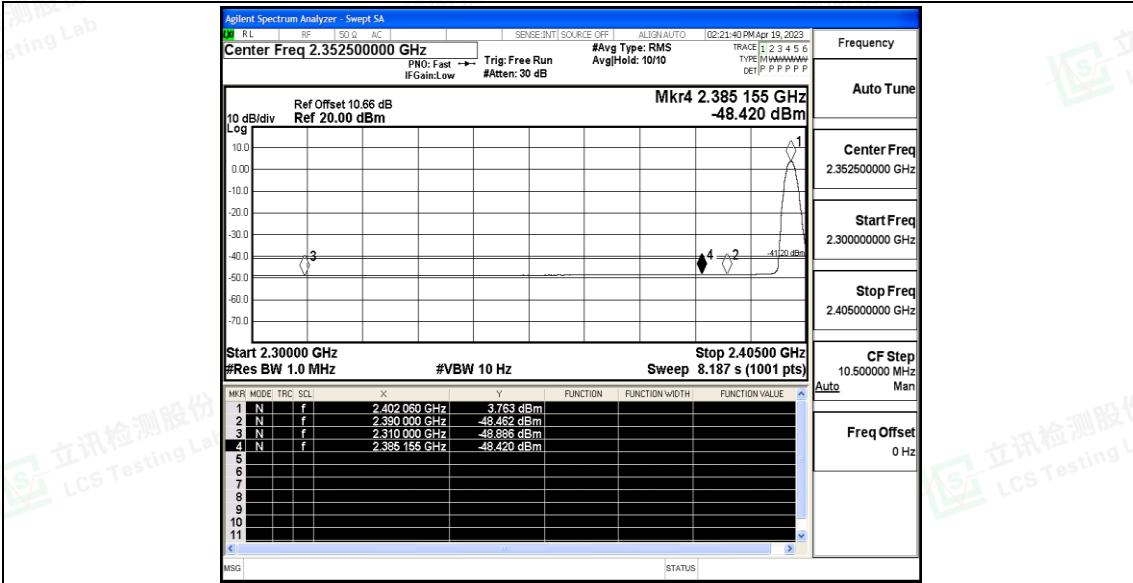 Agilent Spectrum Analyzer - Swept SA
RL RF 50 Ω AC SENSE:INT SOURCE OFF ALIGN AUTO 02:21:40 PM Apr 19, 2023
Center Freq 2.352500000 GHz
PNO: Fast
IFGain:Low
Trig: Free Run
#Atten: 30 dB
#Avg Type: RMS
Avg|Hold: 10/10
TRACE 1 2 3 4 5 6
TYPE M
DET P P P P P P
Ref Offset 10.66 dB
10 dB/div Ref 20.00 dBm
Log
Mkr4 2.385 155 GHz
-48.420 dBm
10.0
0.00
-10.0
-20.0
-30.0
-40.0
-50.0
-60.0
-70.0
1
3
4
2
-41.20 dBm
Start 2.30000 GHz Stop 2.40500 GHz
#Res BW 1.0 MHz #VBW 10 Hz Sweep 8.187 s (1001 pts)
MKR MODE TRC SCL X Y FUNCTION FUNCTION WIDTH FUNCTION VALUE
1 N f 2.402 060 GHz 3.763 dBm
2 N f 2.390 000 GHz -48.462 dBm
3 N f 2.310 000 GHz -48.886 dBm
4 N f 2.385 155 GHz -48.420 dBm
5
6
7
8
9
10
11
MSG STATUS
Frequency
Auto Tune
Center Freq
2.352500000 GHz
Start Freq
2.300000000 GHz
Stop Freq
2.405000000 GHz
CF Step
10.500000 MHz
Auto Man
Freq Offset
0 Hz
立讯检测股份
LCS Testing Lab